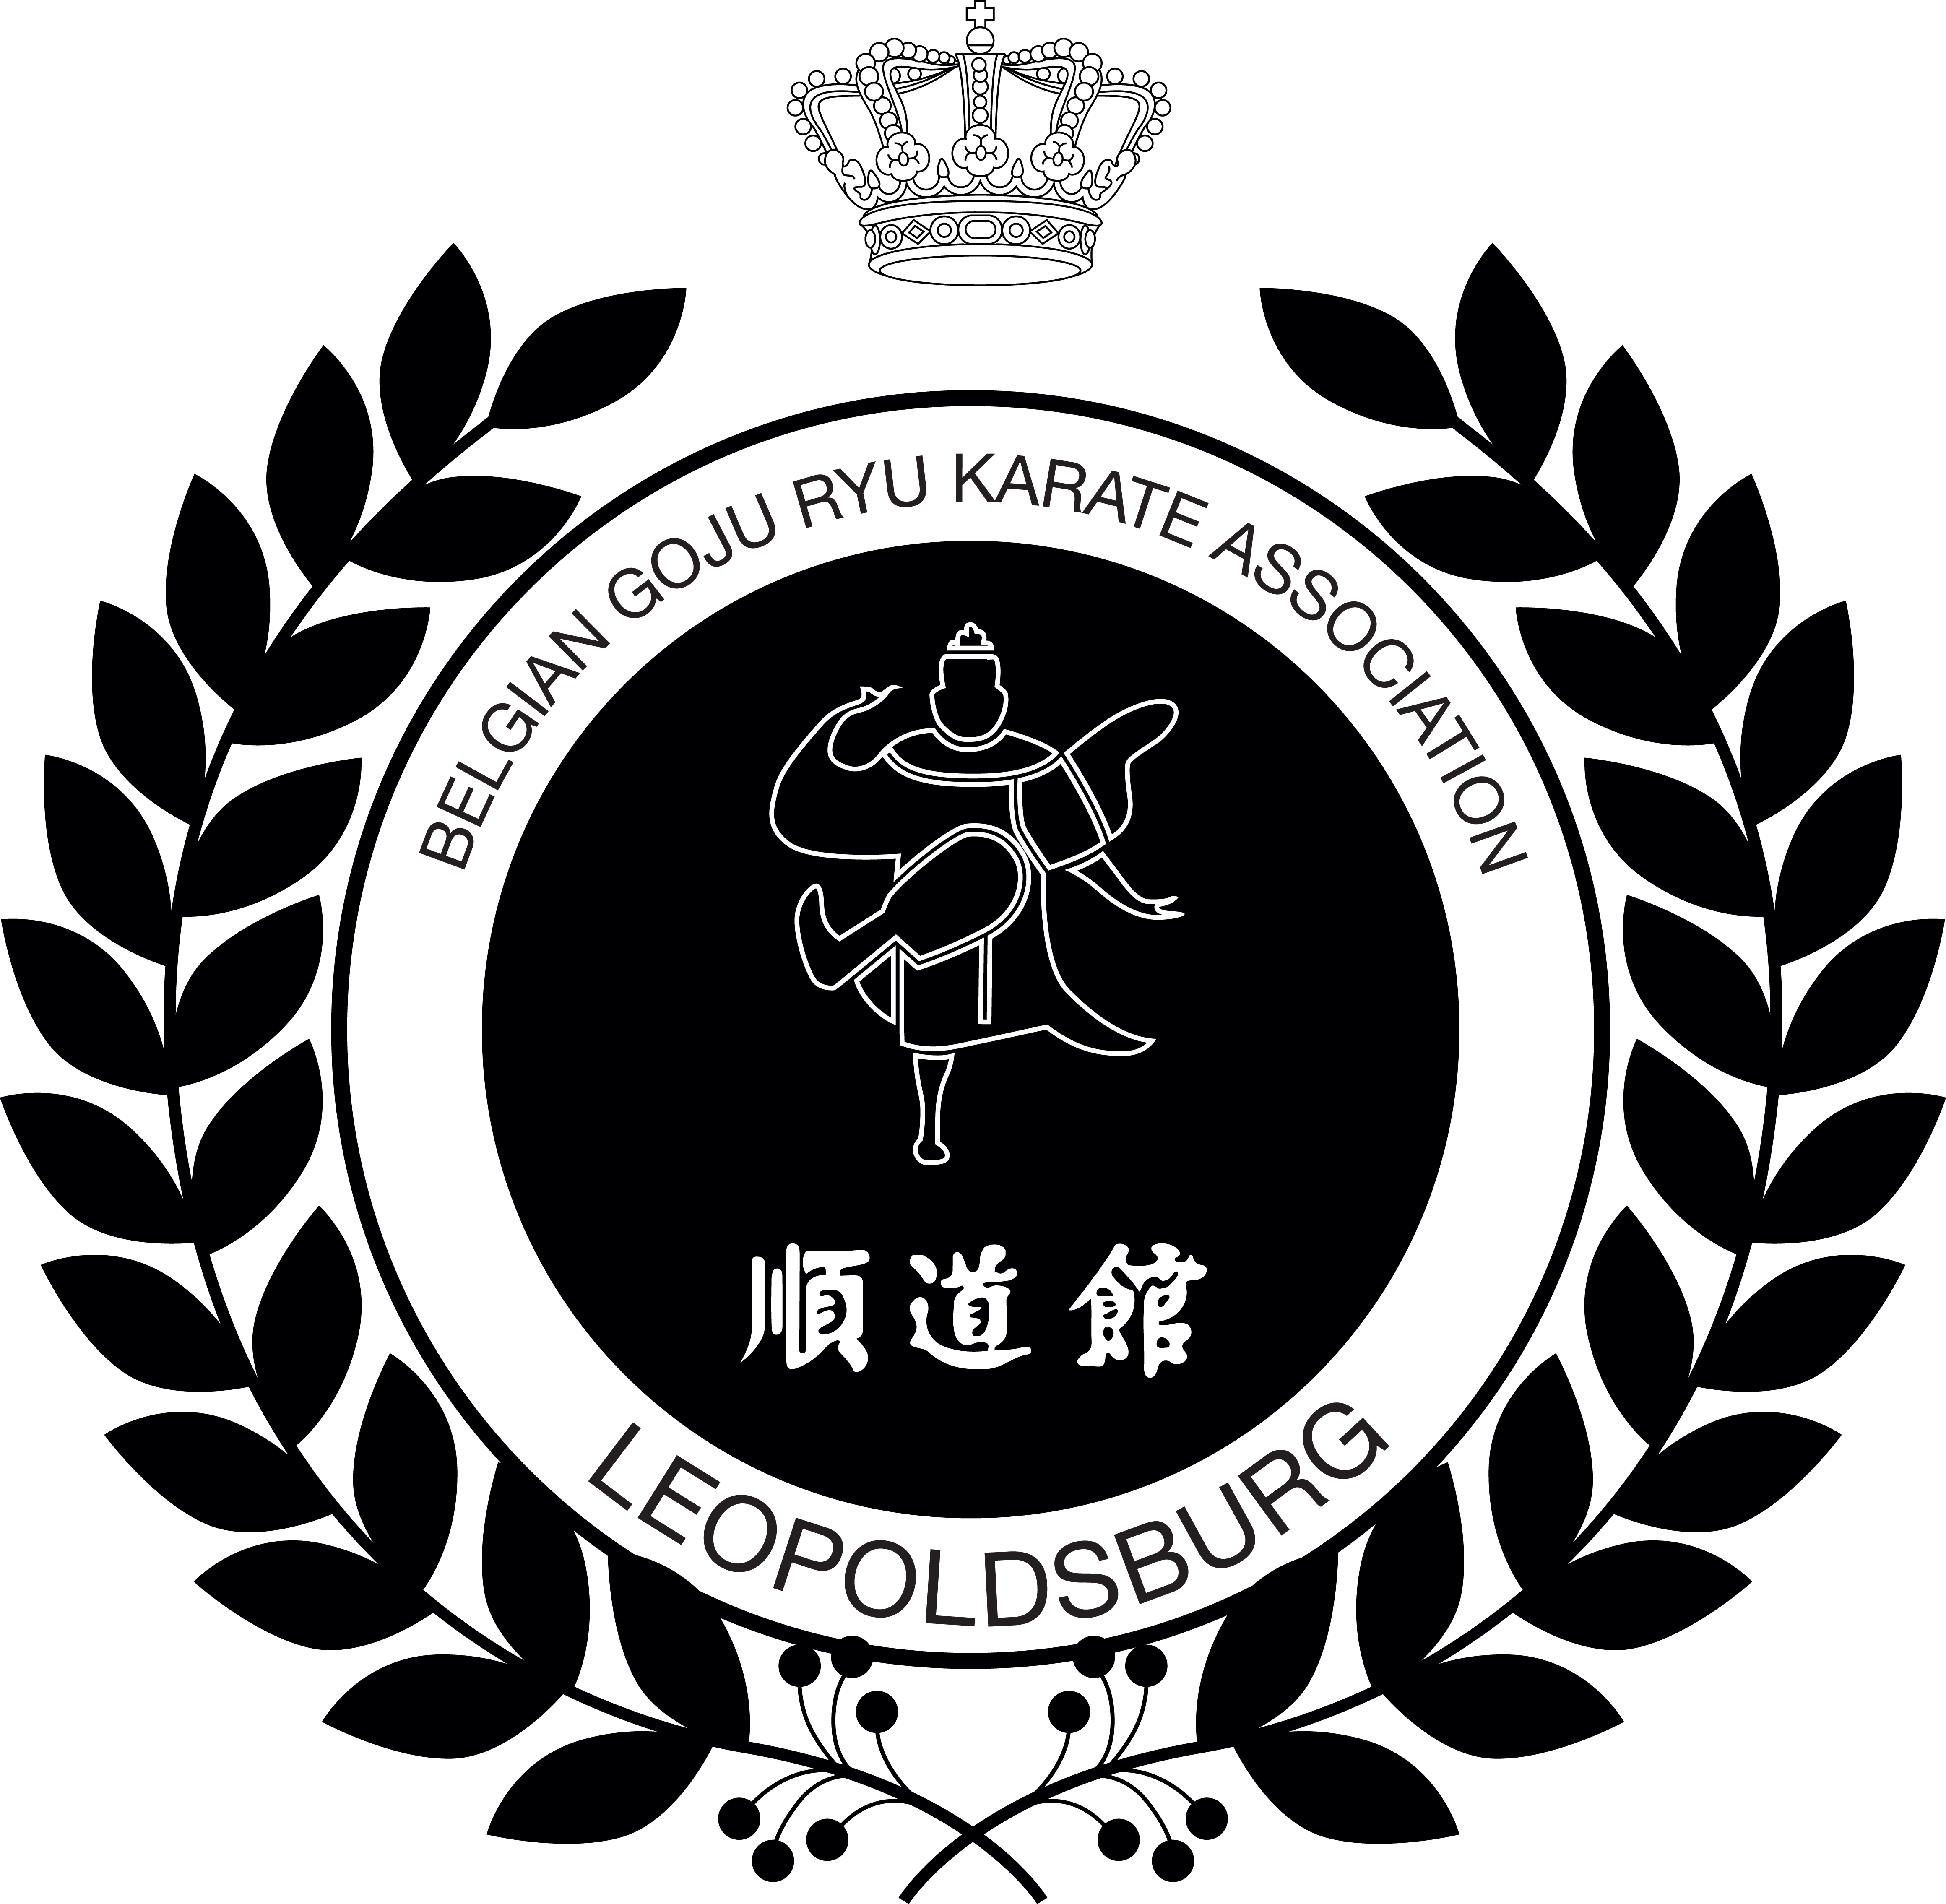 BELGIAN GOJU RYU KARATE ASSOCIATION
順道館
LEOPOLDSBURG